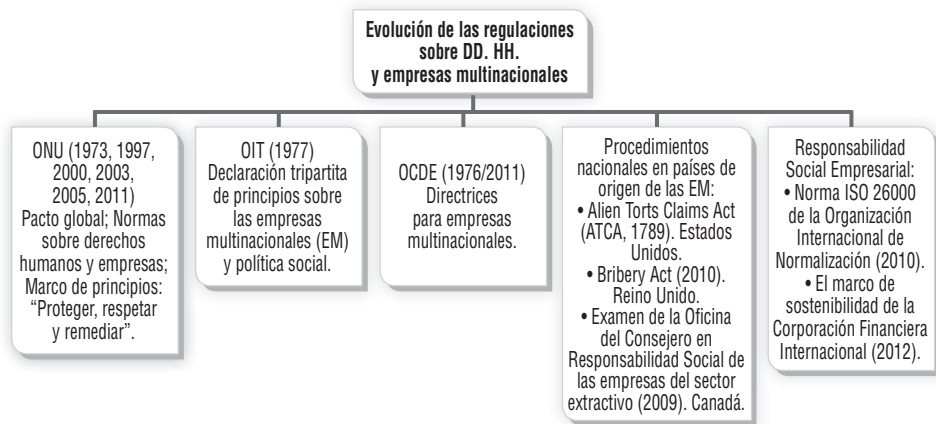 Evolución de las regulaciones
sobre DD. HH.
y empresas multinacionales
ONU (1973, 1997,
2000, 2003,
2005, 2011)
Pacto global; Normas
sobre derechos
humanos y empresas;
Marco de principios:
“Proteger, respetar
y remediar”.
OIT (1977)
Declaración tripartita
de principios sobre
las empresas
multinacionales (EM)
y política social.
OCDE (1976/2011)
Directrices
para empresas
multinacionales.
Procedimientos
nacionales en países de
origen de las EM:
• Alien Torts Claims Act
(ATCA, 1789). Estados
Unidos.
• Bribery Act (2010).
Reino Unido.
• Examen de la Oficina
del Consejero en
Responsabilidad Social de
las empresas del sector
extractivo (2009). Canadá.
Responsabilidad
Social Empresarial:
• Norma ISO 26000
de la Organización
Internacional de
Normalización (2010).
• El marco de
sostenibilidad de la
Corporación Financiera
Internacional (2012).